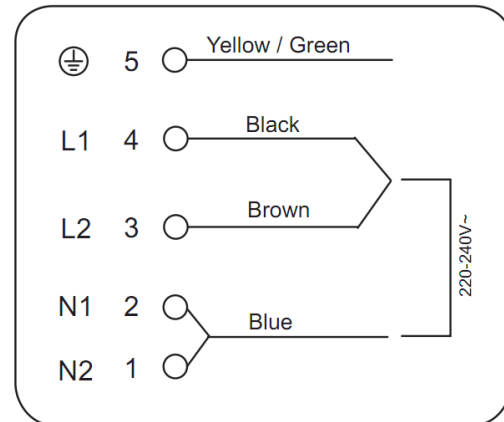 5 Yellow / Green
L1 4 Black
L2 3 Brown
220-240V~
N1 2
Blue
N2 1